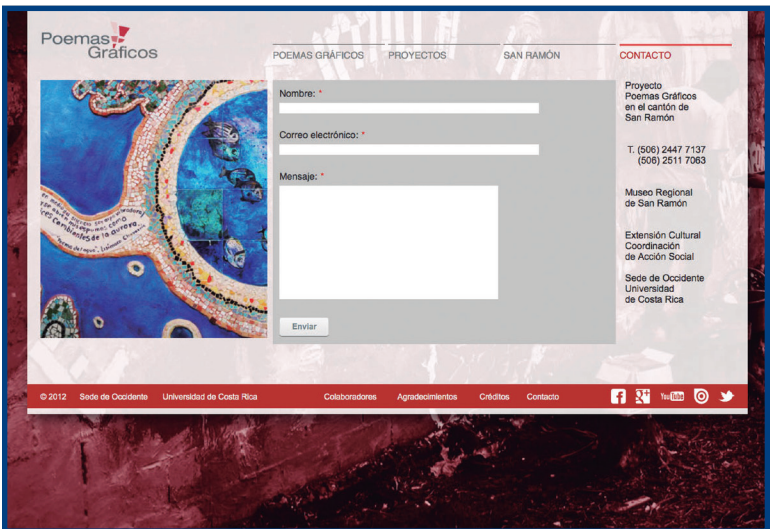 Poemas
Gráficos
POEMAS GRÁFICOS
PROYECTOS
SAN RAMÓN
CONTACTO
Nombre: *
Correo electrónico: *
Mensaje: *
Enviar
Proyecto
Poemas Gráficos
en el cantón de
San Ramón
T. (506) 2447 7137
(506) 2511 7063
Museo Regional
de San Ramón
Extensión Cultural
Coordinación
de Acción Social
Sede de Occidente
Universidad
de Costa Rica
© 2012 Sede de Occidente Universidad de Costa Rica
Colaboradores Agradecimientos Créditos Contacto
You Tube